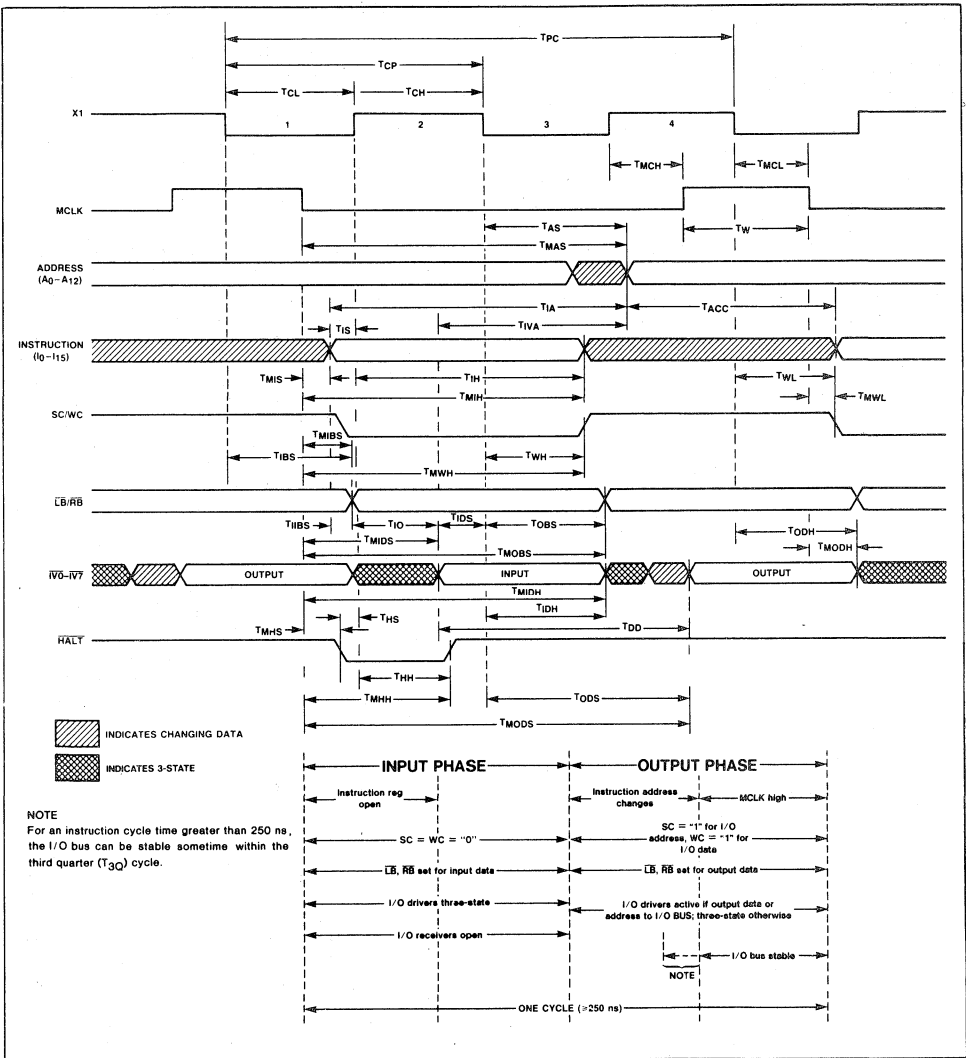 TPC
TCP
TCL TCH
X1
1 2 3 4
TMCH TMCL
MCLK
TAS TW
TMAS
ADDRESS
(A0–A12)
TIA TACC
TIS
TIVA
INSTRUCTION
(I0–I15)
TMIS TIH TWL
TMIH TMWL
SC/WC
TMIBS
TIBS TWH
TMWH
LB/RB
TIIBS TIO TIDS TOBS TODH
TMIDS TMODH
TMOBS
IV0–IV7 OUTPUT INPUT OUTPUT
TMIDH
THS TIDH
TMHS TDD
HALT
THH
TMHH TODS
TMODS
INDICATES CHANGING DATA
INDICATES 3-STATE
NOTE
For an instruction cycle time greater than 250 ns,
the I/O bus can be stable sometime within the
third quarter (T3Q) cycle.
INPUT PHASE OUTPUT PHASE
Instruction reg
open
Instruction address
changes
MCLK high
SC = WC = "0"
SC = "1" for I/O
address, WC = "1" for
I/O data
LB, RB set for input data LB, RB set for output data
I/O drivers three-state
I/O drivers active if output data or
address to I/O BUS; three-state otherwise
I/O receivers open
I/O bus stable
NOTE
ONE CYCLE (≥250 ns)